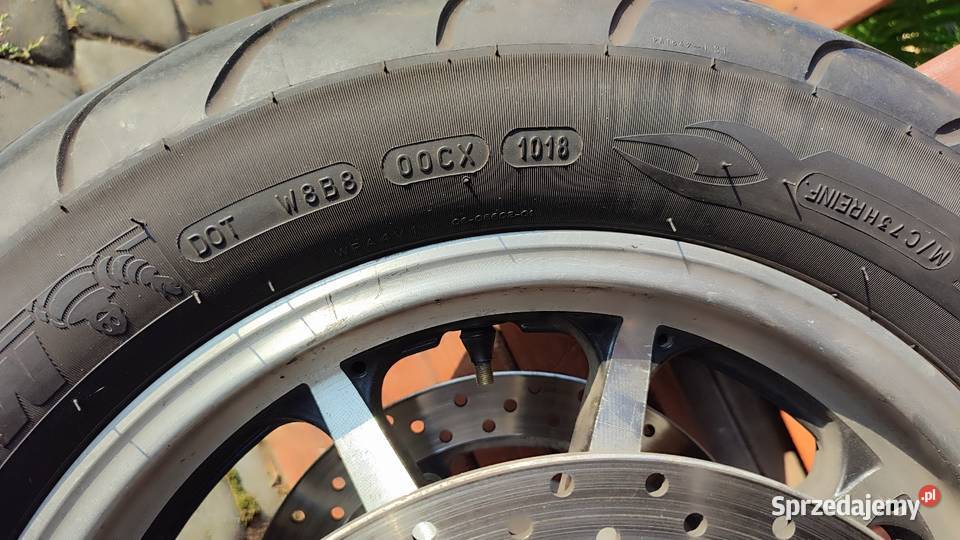 DOT W8B8 00CX 1018
M/C 73H REINF.
Sprzedajemy.pl